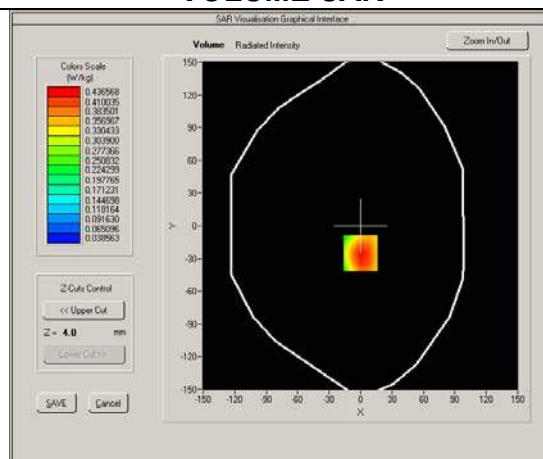 VOLUME SAR
SAR Visualisation Graphical Interface
Volume Radiated Intensity
Zoom In/Out
Colors Scale
(W/kg)
0.436568
0.410035
0.383501
0.356967
0.330433
0.303900
0.277366
0.250832
0.224299
0.197765
0.171231
0.144698
0.118164
0.091630
0.065096
0.038563
Z-Cuts Control
<< Upper Cut
Z = 4.0 mm
Lower Cut >>
SAVE
Cancel
150
120
90
60
30
0
-30
-60
-90
-120
-150
Y
-150 -120 -90 -60 -30 0 30 60 90 120 150
X